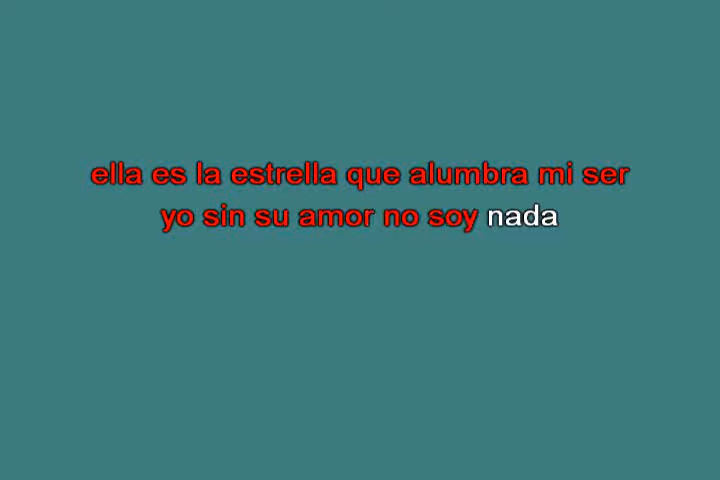 ella es la estrella que alumbra mi ser
yo sin su amor no soy nada